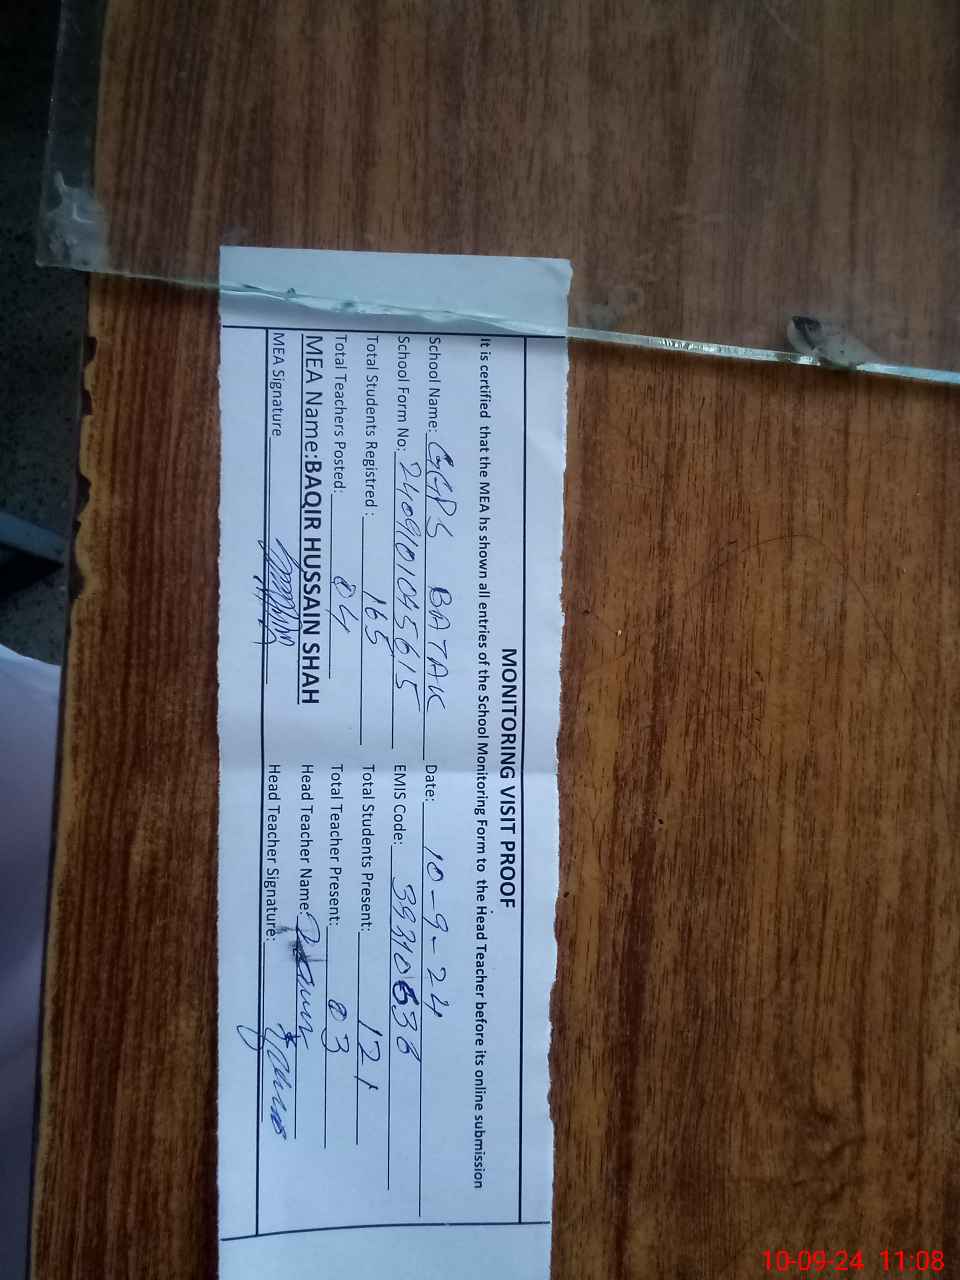 MONITORING VISIT PROOF
It is certified that the MEA hs shown all entries of the School Monitoring Form to the Head Teacher before its online submission
School Name: GGPS BATAK Date: 10-9-24
School Form No: 2409101045615 EMIS Code:
Total Students Registred : 165 Total Students Present: 121
Total Teachers Posted: 04 Total Teacher Present: 03
MEA Name:BAQIR HUSSAIN SHAH Head Teacher Name:
MEA Signature Head Teacher Signature:
10-09-24 11:08